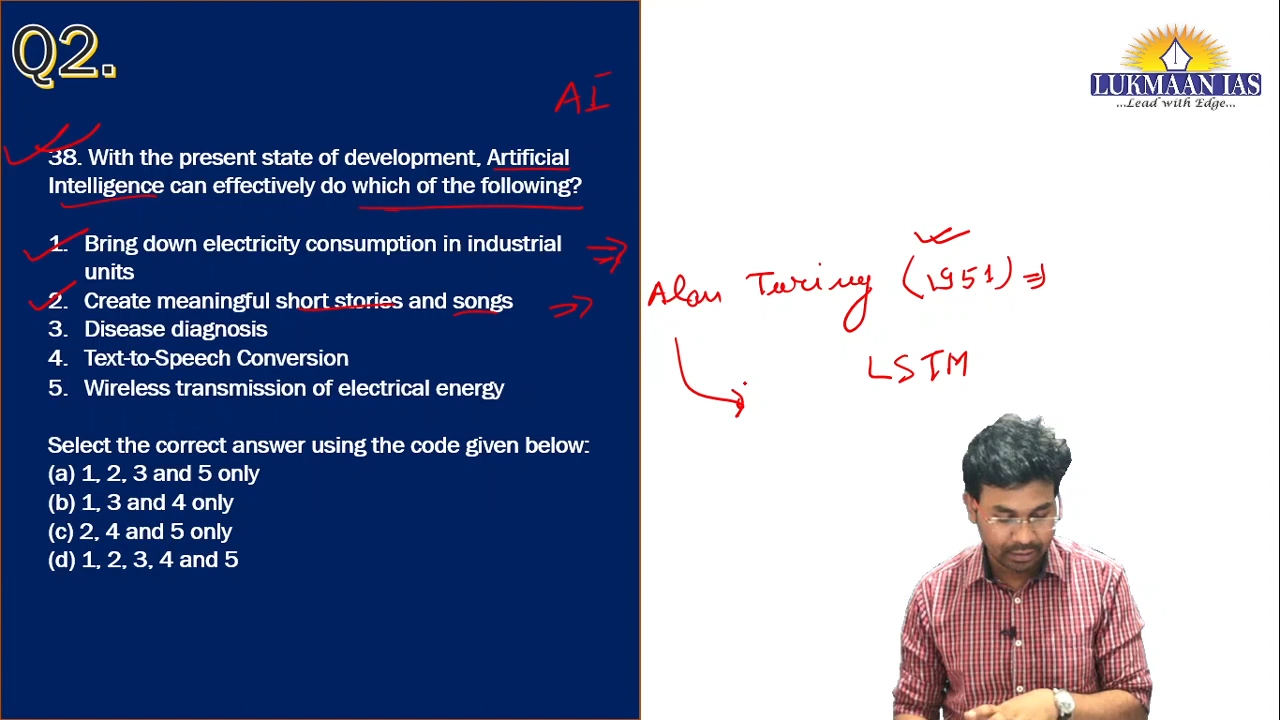 Q2.
AI
38. With the present state of development, Artificial
Intelligence can effectively do which of the following?
1. Bring down electricity consumption in industrial
units
2. Create meaningful short stories and songs
3. Disease diagnosis
4. Text-to-Speech Conversion
5. Wireless transmission of electrical energy
Select the correct answer using the code given below:
(a) 1, 2, 3 and 5 only
(b) 1, 3 and 4 only
(c) 2, 4 and 5 only
(d) 1, 2, 3, 4 and 5
LUKMAAN IAS
...Lead with Edge...
Alan Turing (1951) ⇒
LSTM